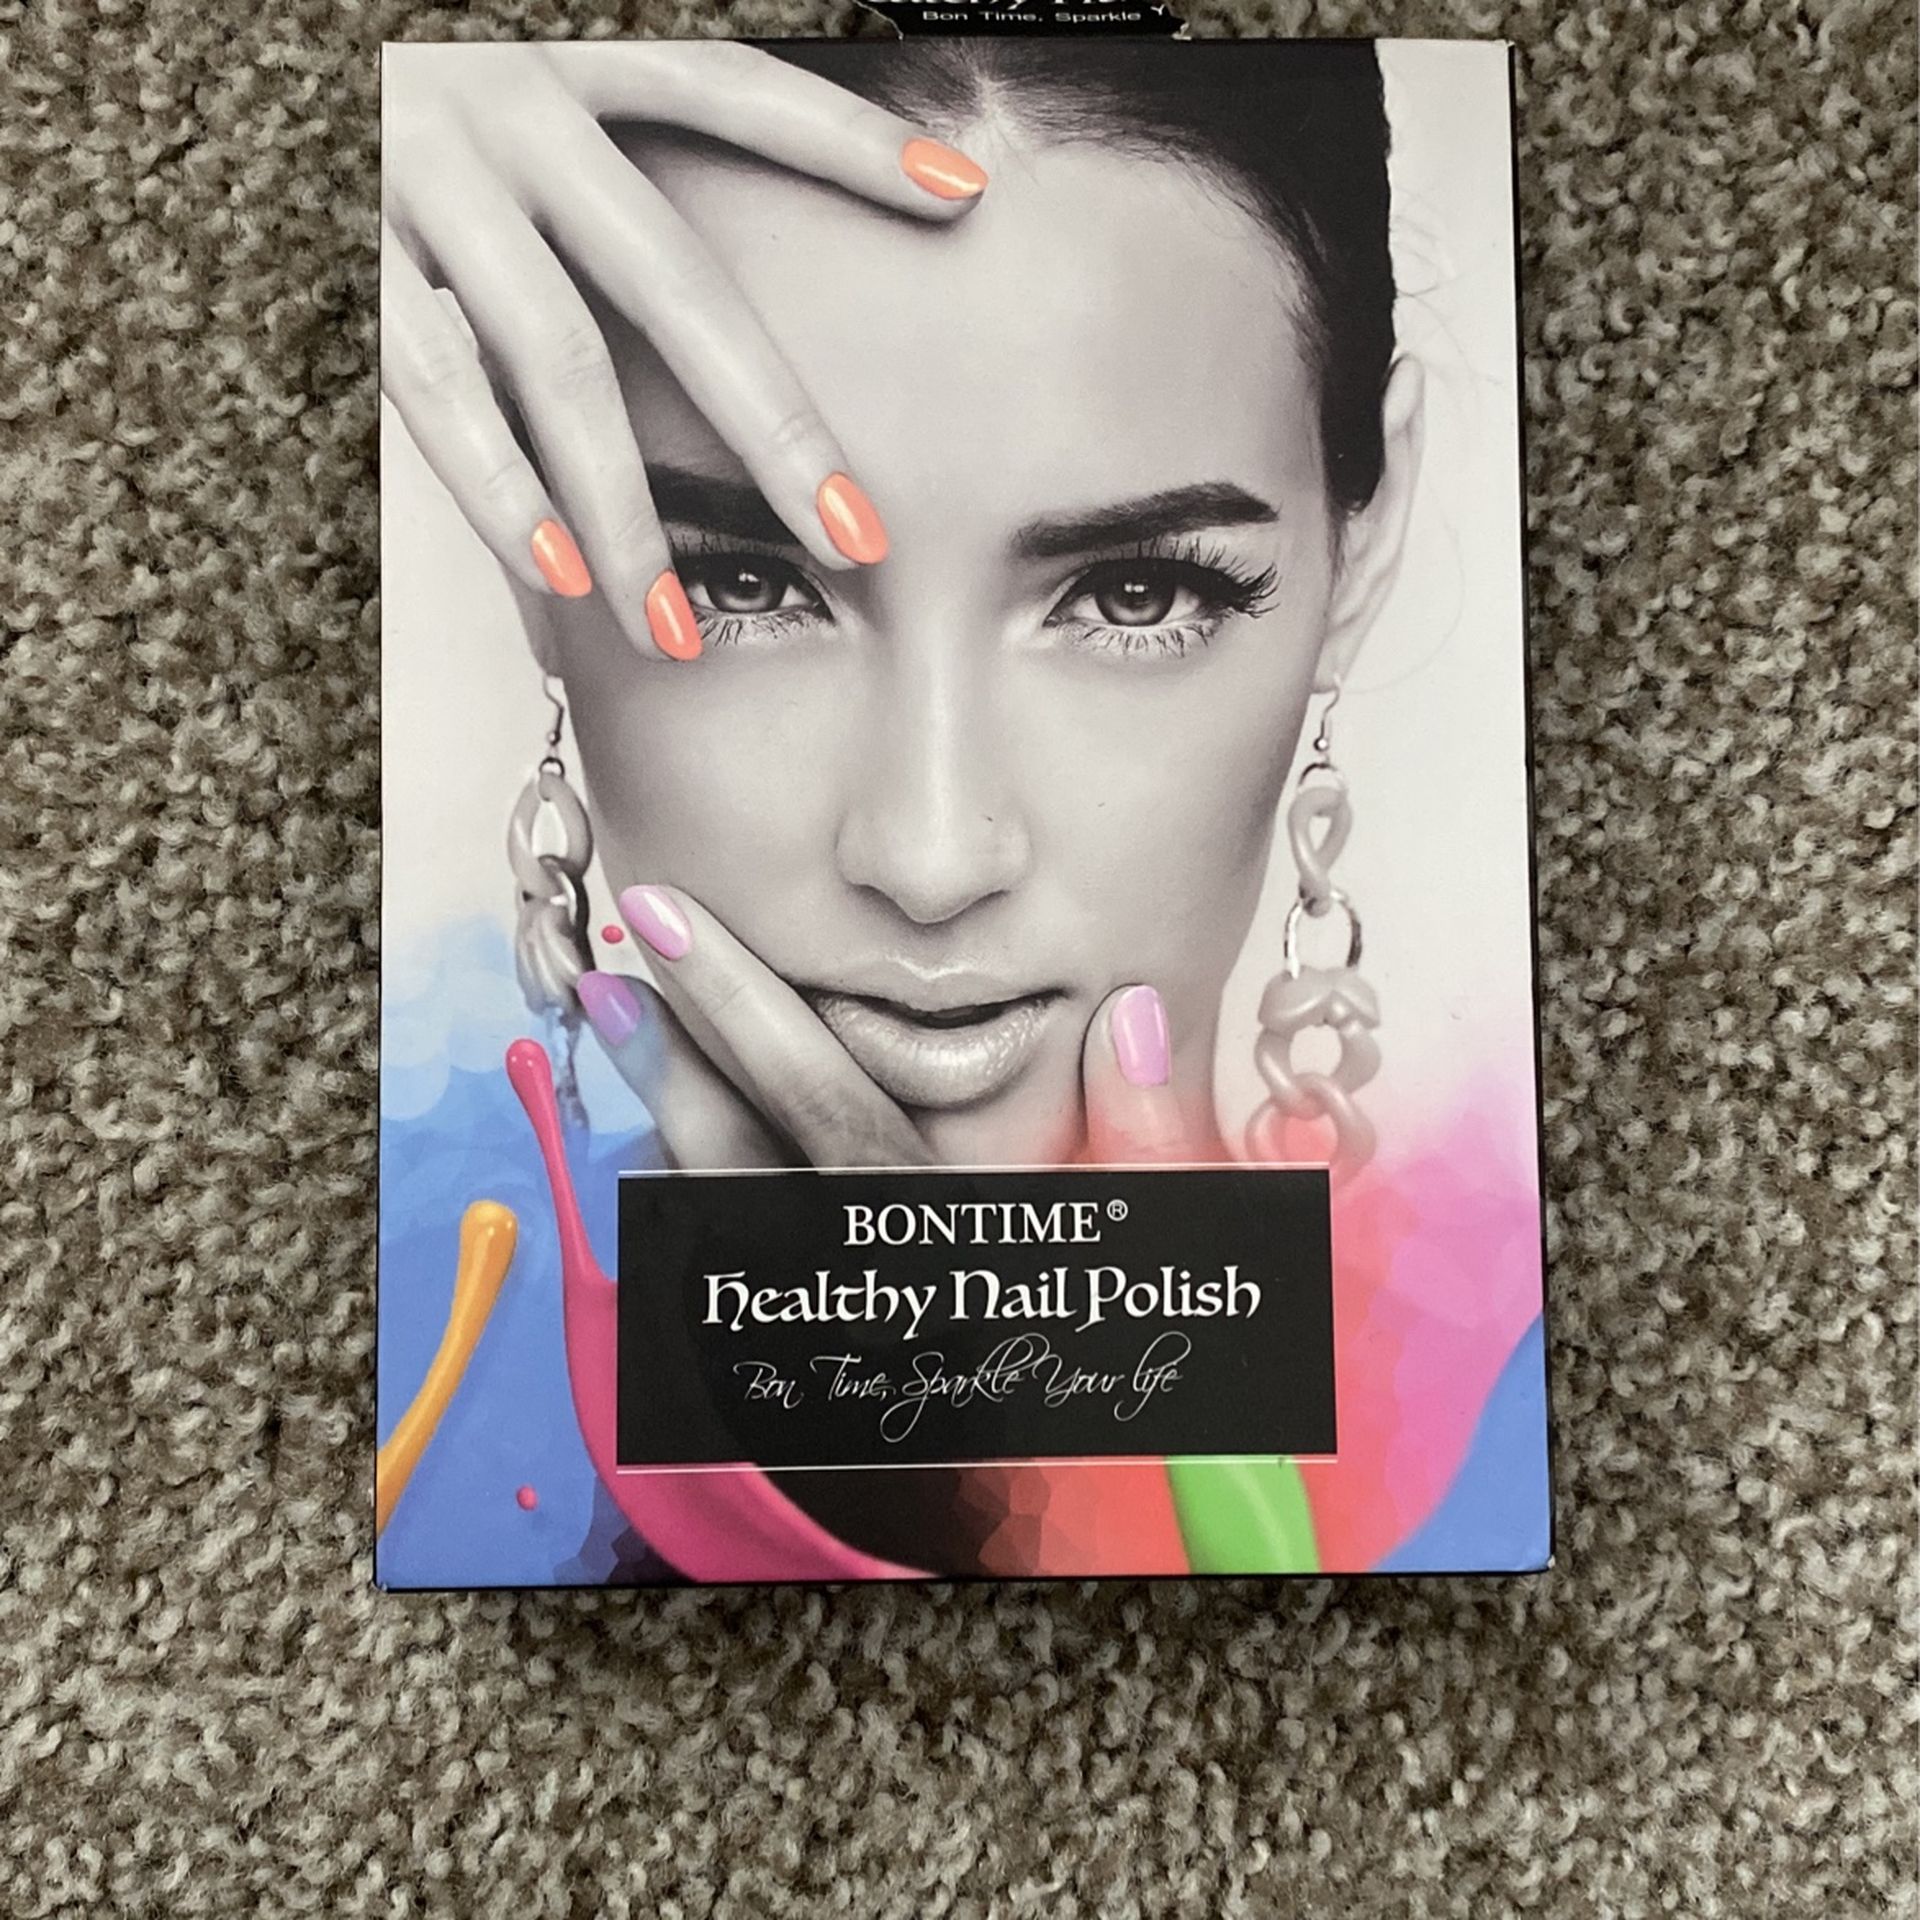 Bon Time, Sparkle
BONTIME®
Healthy Nail Polish
Bon Time, Sparkle Your life